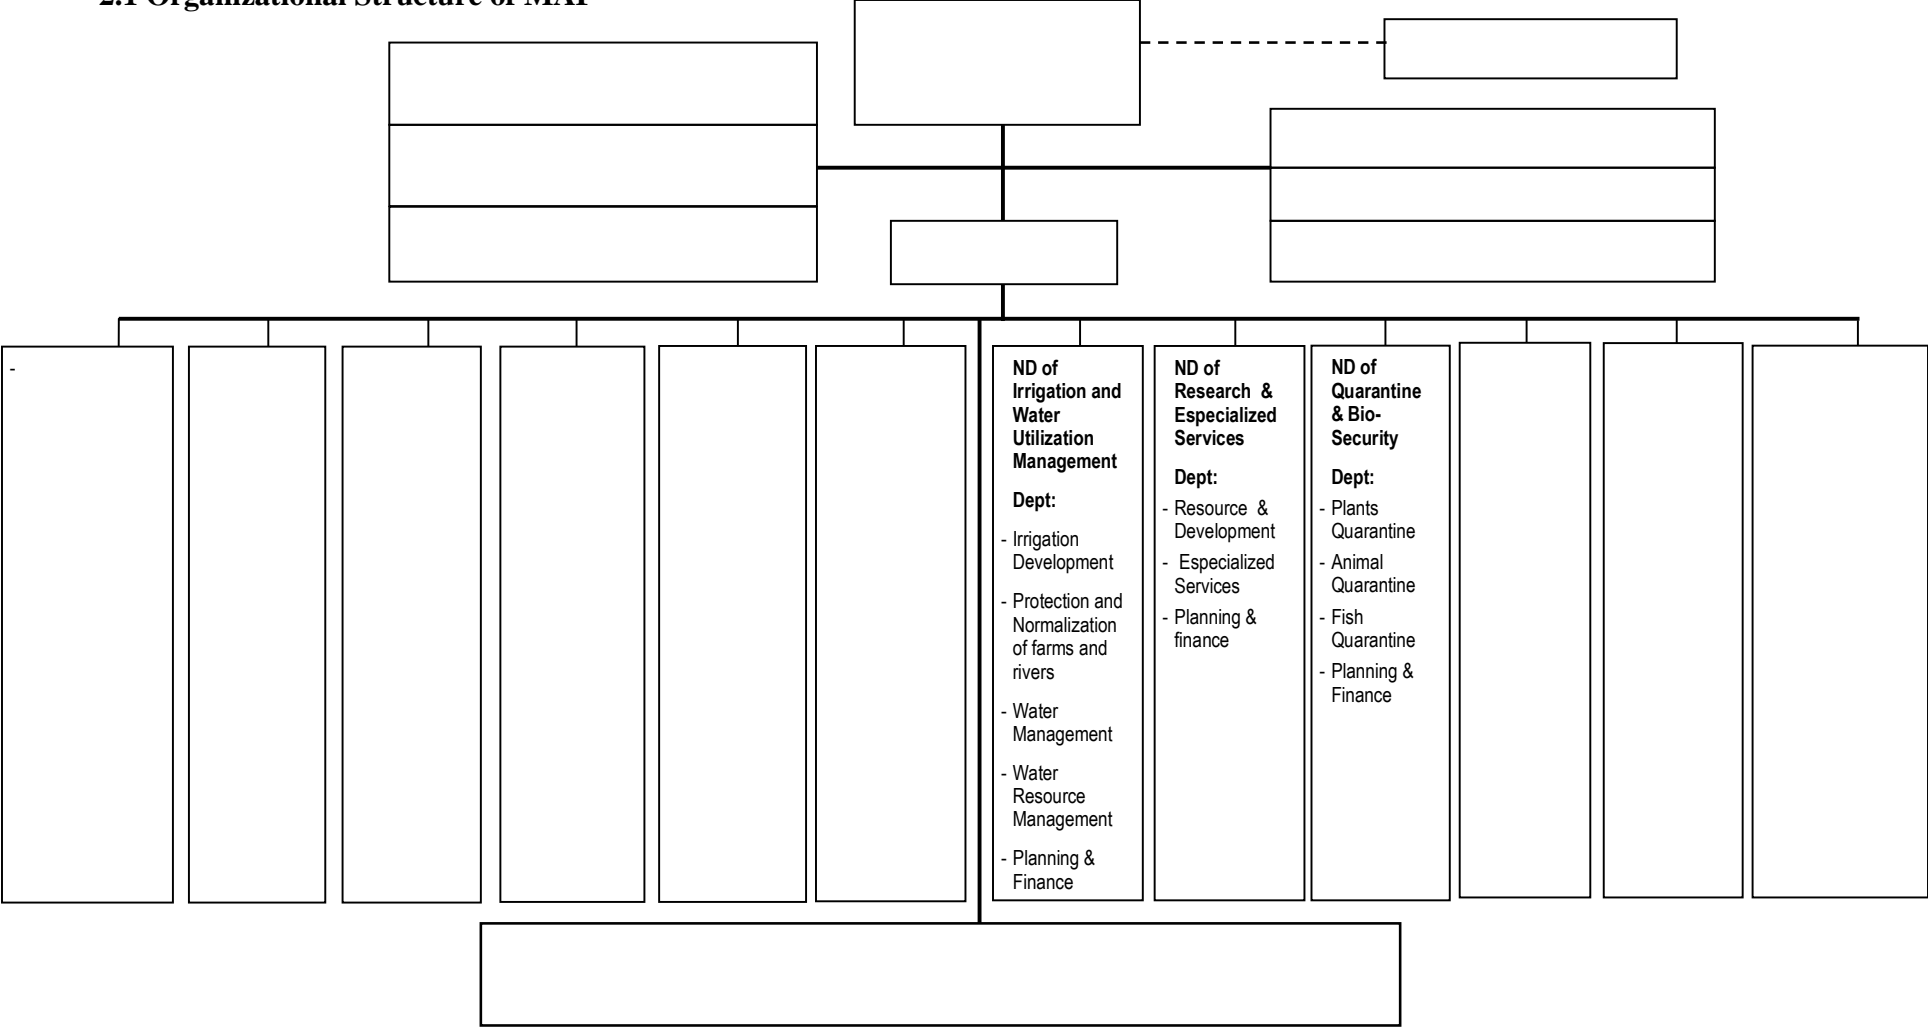 2.1 Organizational Structure of MAF
-
ND of
Irrigation and
Water
Utilization
Management
Dept:
- Irrigation
Development
- Protection and
Normalization
of farms and
rivers
- Water
Management
- Water
Resource
Management
- Planning &
Finance
ND of
Research &
Especialized
Services
Dept:
- Resource &
Development
- Especialized
Services
- Planning &
finance
ND of
Quarantine
& Bio-
Security
Dept:
- Plants
Quarantine
- Animal
Quarantine
- Fish
Quarantine
- Planning &
Finance